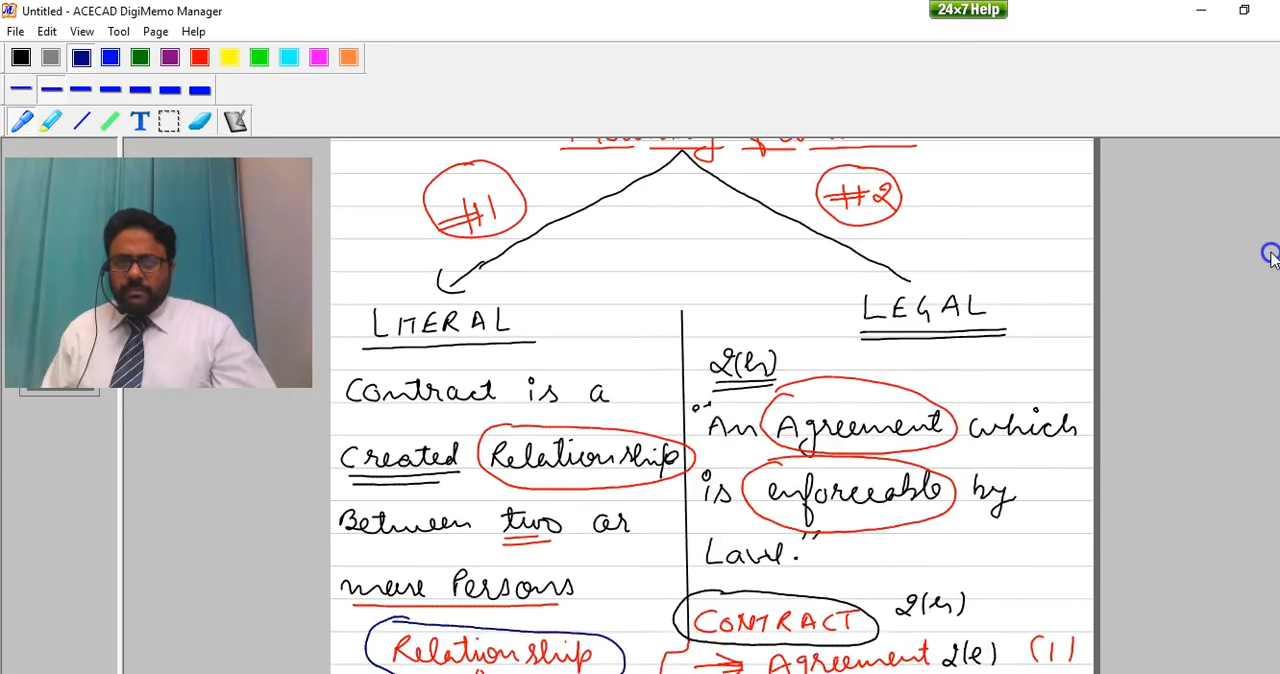 Untitled - ACECAD DigiMemo Manager
24×7 Help
File Edit View Tool Page Help
T
#1
#2
LITERAL
LEGAL
2(h)
Contract is a
"An Agreement which
Created Relationship
is enforceable by
Between two or
Law."
more Persons
CONTRACT 2(h)
Relationship
⇒ Agreement 2(e) (1)